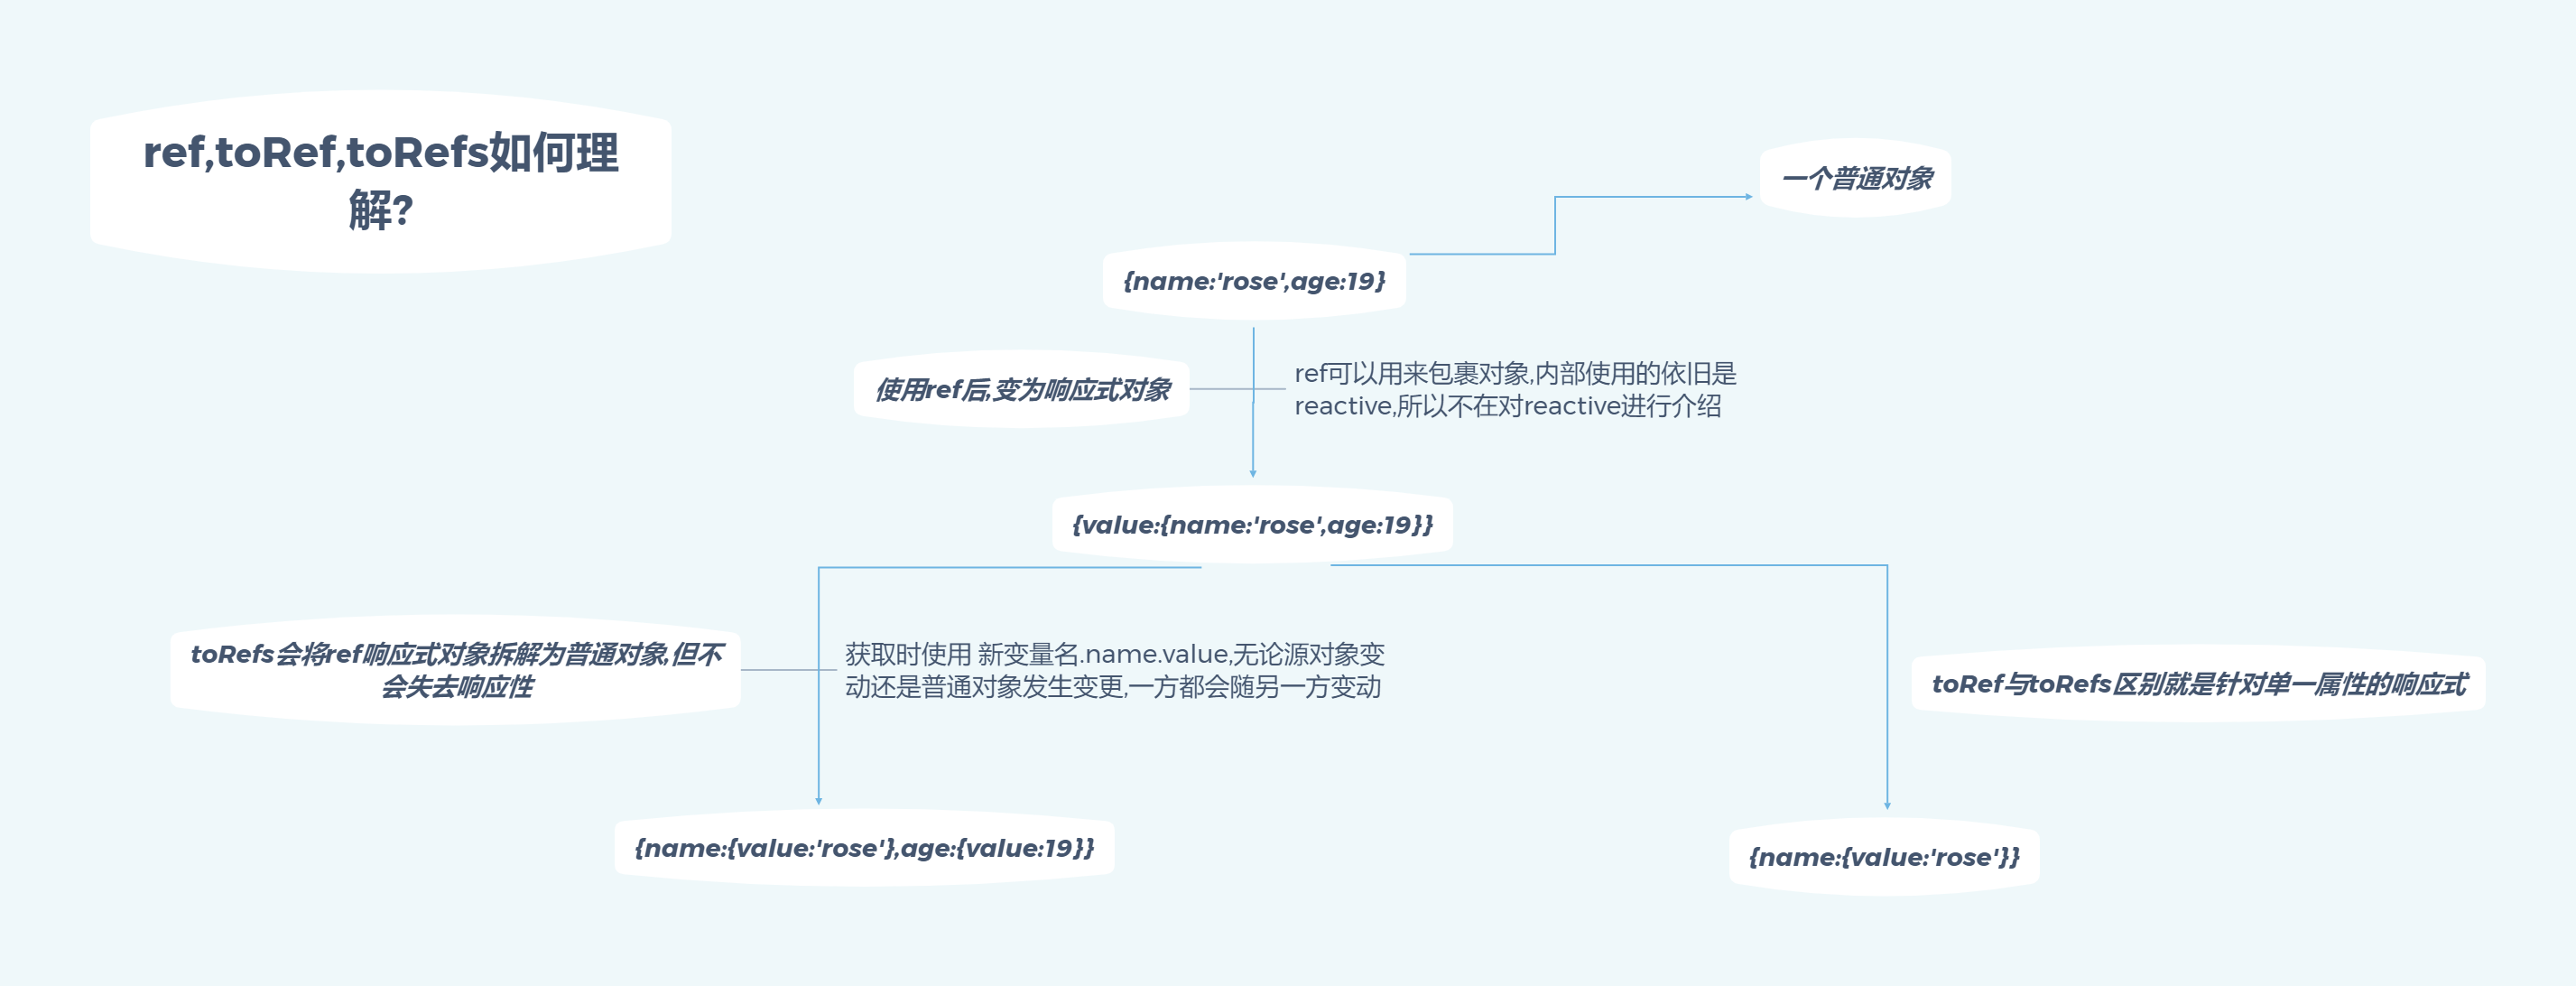 ref,toRef,toRefs如何理
解?
一个普通对象
{name:'rose',age:19}
使用ref后,变为响应式对象
ref可以用来包裹对象,内部使用的依旧是
reactive,所以不在对reactive进行介绍
{value:{name:'rose',age:19}}
toRefs会将ref响应式对象拆解为普通对象,但不
会失去响应性
获取时使用 新变量名.name.value,无论源对象变
动还是普通对象发生变更,一方都会随另一方变动
toRef与toRefs区别就是针对单一属性的响应式
{name:{value:'rose'},age:{value:19}}
{name:{value:'rose'}}